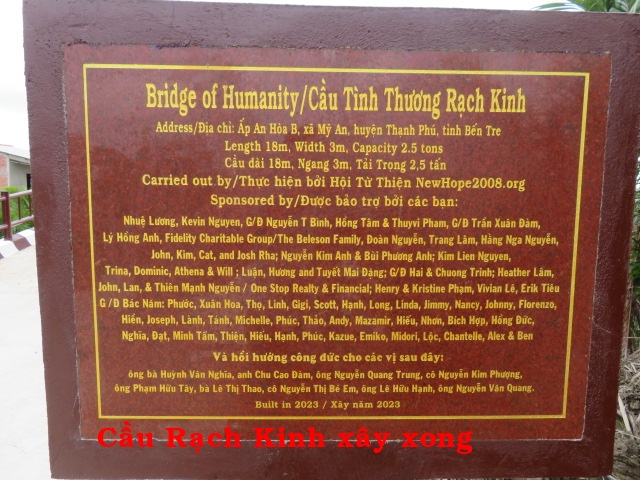 Bridge of Humanity/Cầu Tình Thương Rạch Kinh
Address/Địa chỉ: Ấp An Hòa B, xã Mỹ An, huyện Thạnh Phú, tỉnh Bến Tre
Length 18m, Width 3m, Capacity 2.5 tons
Cầu dài 18m, Ngang 3m, Tải Trọng 2,5 tấn
Carried out by/Thực hiện bởi Hội Từ Thiện NewHope2008.org
Sponsored by/Được bảo trợ bởi các bạn:
Nhuệ Lương, Kevin Nguyen, G/Đ Nguyễn T Bình, Hồng Tâm & Thuyvi Pham, G/Đ Trần Xuân Đàm,
Lý Hồng Anh, Fidelity Charitable Group/The Beleson Family, Đoàn Nguyễn, Trang Lâm, Hằng Nga Nguyễn,
John, Kim, Cat, and Josh Rha; Nguyễn Kim Anh & Bùi Phương Anh; Kim Lien Nguyen,
Trina, Dominic, Athena & Will ; Luận, Hương and Tuyết Mai Đặng; G/Đ Hai & Chuong Trinh; Heather Lâm,
John, Lan, & Thiên Mạnh Nguyễn / One Stop Realty & Financial; Henry & Kristine Phạm, Vivian Lê, Erik Tiêu
G /Đ Bác Năm: Phước, Xuân Hoa, Thọ, Linh, Gigi, Scott, Hạnh, Long, Linda, Jimmy, Nancy, Johnny, Florenzo,
Hiền, Joseph, Lành, Tánh, Michelle, Phúc, Thảo, Andy, Mazamir, Hiếu, Nhơn, Bích Hợp, Hồng Đức,
Nghĩa, Đạt, Minh Tâm, Thiện, Hiếu, Hạnh, Phúc, Kazue, Emiko, Midori, Lộc, Chantelle, Alex & Ben
Và hồi hướng công đức cho các vị sau đây:
ông bà Huỳnh Văn Nghĩa, anh Chu Cao Đàm, ông Nguyễn Quang Trung, cô Nguyễn Kim Phượng,
ông Phạm Hữu Tây, bà Lê Thị Thao, cô Nguyễn Thị Bé Em, ông Lê Hữu Hạnh, ông Nguyễn Văn Quang.
Built in 2023 / Xây năm 2023
Cầu Rạch Kinh xây xong